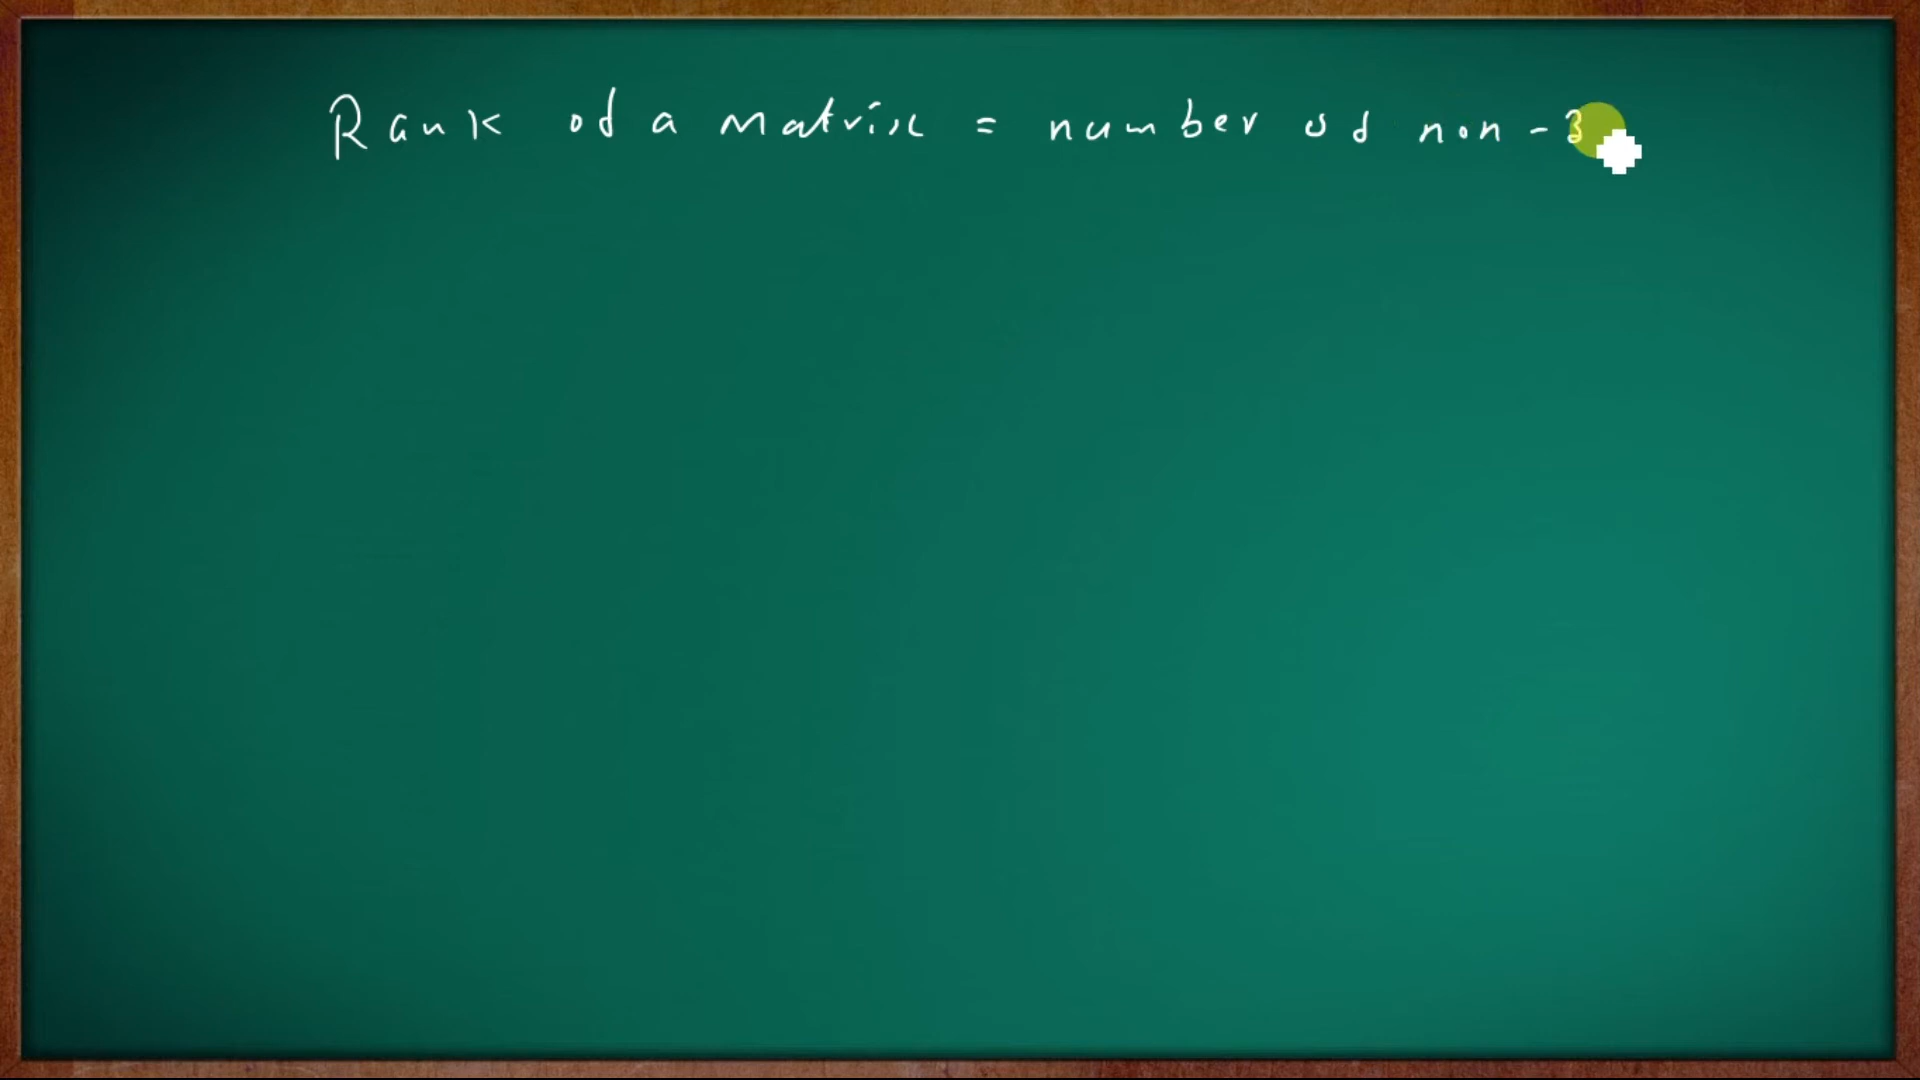 Rank of a matrix = number of non-z